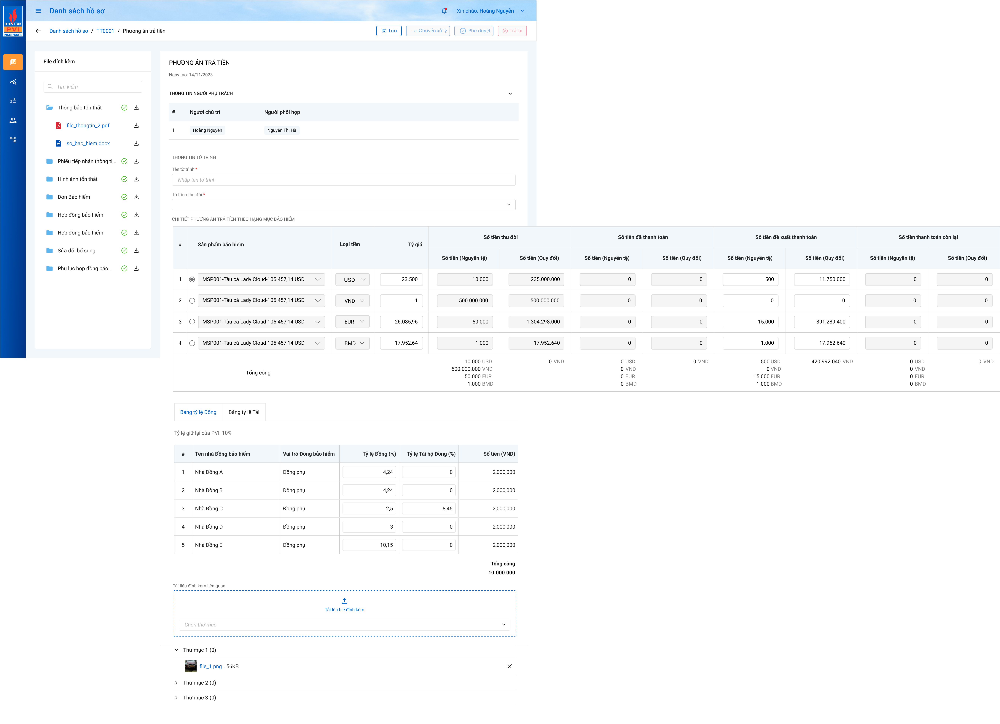 PETROVIETNAM
PVI
INSURANCE
Danh sách hồ sơ
Xin chào, Hoàng Nguyễn
Danh sách hồ sơ / TT0001 / Phương án trả tiền
Lưu
Chuyển xử lý
Phê duyệt
Trả lại
File đính kèm
Tìm kiếm
Thông báo tổn thất
file_thongtin_2.pdf
so_bao_hiem.docx
Phiếu tiếp nhận thông ti...
Hình ảnh tổn thất
Đơn Bảo hiểm
Hợp đồng bảo hiểm
Hợp đồng bảo hiểm
Sửa đổi bổ sung
Phụ lục hợp đồng bảo...
PHƯƠNG ÁN TRẢ TIỀN
Ngày tạo: 14/11/2023
THÔNG TIN NGƯỜI PHỤ TRÁCH
# Người chủ trì Người phối hợp
1 Hoàng Nguyễn Nguyễn Thị Hà
THÔNG TIN TỜ TRÌNH
Tên tờ trình *
Nhập tên tờ trình
Tờ trình thu đòi *
CHI TIẾT PHƯƠNG ÁN TRẢ TIỀN THEO HẠNG MỤC BẢO HIỂM
# Sản phẩm bảo hiểm Loại tiền Tỷ giá Số tiền thu đòi Số tiền đã thanh toán Số tiền đề xuất thanh toán Số tiền thanh toán còn lại
Số tiền (Nguyên tệ) Số tiền (Quy đổi) Số tiền (Nguyên tệ) Số tiền (Quy đổi) Số tiền (Nguyên tệ) Số tiền (Quy đổi) Số tiền (Nguyên tệ) Số tiền (Quy đổi)
1 MSP001-Tàu cá Lady Cloud-105.457,14 USD USD 23.500 10.000 235.000.000 0 0 500 11.750.000 0 0
2 MSP001-Tàu cá Lady Cloud-105.457,14 USD VND 1 500.000.000 500.000.000 0 0 0 0 0 0
3 MSP001-Tàu cá Lady Cloud-105.457,14 USD EUR 26.085,96 50.000 1.304.298.000 0 0 15.000 391.289.400 0 0
4 MSP001-Tàu cá Lady Cloud-105.457,14 USD BMD 17.952,64 1.000 17.952.640 0 0 1.000 17.952.640 0 0
Tổng cộng
10.000 USD 0 VND 0 USD 0 VND 500 USD 420.992.040 VND 0 USD 0 VND
500.000.000 VND 0 VND 0 VND 0 VND
50.000 EUR 0 EUR 15.000 EUR 0 EUR
1.000 BMD 0 BMD 1.000 BMD 0 BMD
Bảng tỷ lệ Đồng Bảng tỷ lệ Tái
Tỷ lệ giữ lại của PVI: 10%
# Tên nhà Đồng bảo hiểm Vai trò Đồng bảo hiểm Tỷ lệ Đồng (%) Tỷ lệ Tái hộ Đồng (%) Số tiền (VND)
1 Nhà Đồng A Đồng phụ 4,24 0 2,000,000
2 Nhà Đồng B Đồng phụ 4,24 0 2,000,000
3 Nhà Đồng C Đồng phụ 2,5 8,46 2,000,000
4 Nhà Đồng D Đồng phụ 3 0 2,000,000
5 Nhà Đồng E Đồng phụ 10,15 0 2,000,000
Tổng cộng
10.000.000
Tài liệu đính kèm liên quan
Tải lên file đính kèm
Chọn thư mục
Thư mục 1 (0)
file_1.png . 56KB
Thư mục 2 (0)
Thư mục 3 (0)